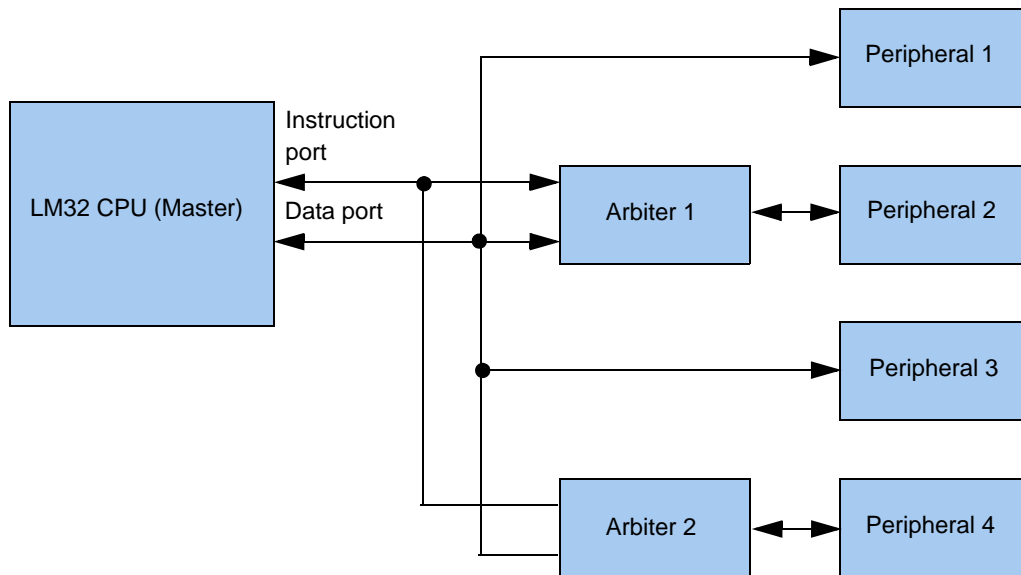 Peripheral 1
Instruction
port
LM32 CPU (Master)
Data port
Arbiter 1
Peripheral 2
Peripheral 3
Arbiter 2
Peripheral 4